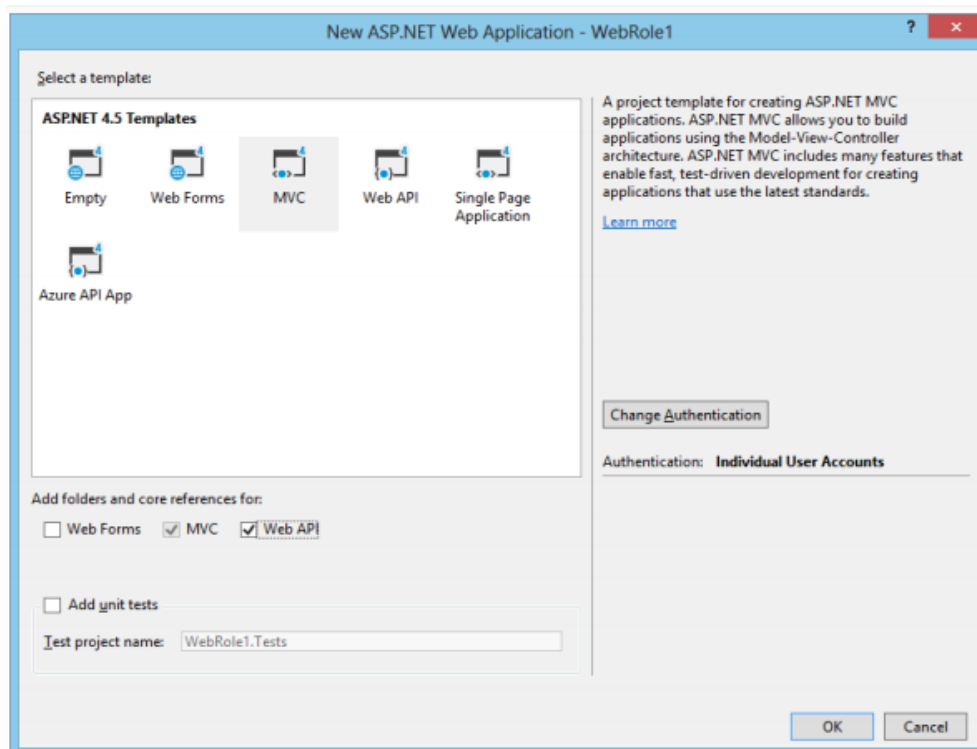 New ASP.NET Web Application - WebRole1
?
Select a template:
ASP.NET 4.5 Templates
Empty
Web Forms
MVC
Web API
Single Page
Application
Azure API App
A project template for creating ASP.NET MVC
applications. ASP.NET MVC allows you to build
applications using the Model-View-Controller
architecture. ASP.NET MVC includes many features that
enable fast, test-driven development for creating
applications that use the latest standards.
Learn more
Change Authentication
Authentication: Individual User Accounts
Add folders and core references for:
Web Forms MVC Web API
Add unit tests
Test project name: WebRole1.Tests
OK Cancel